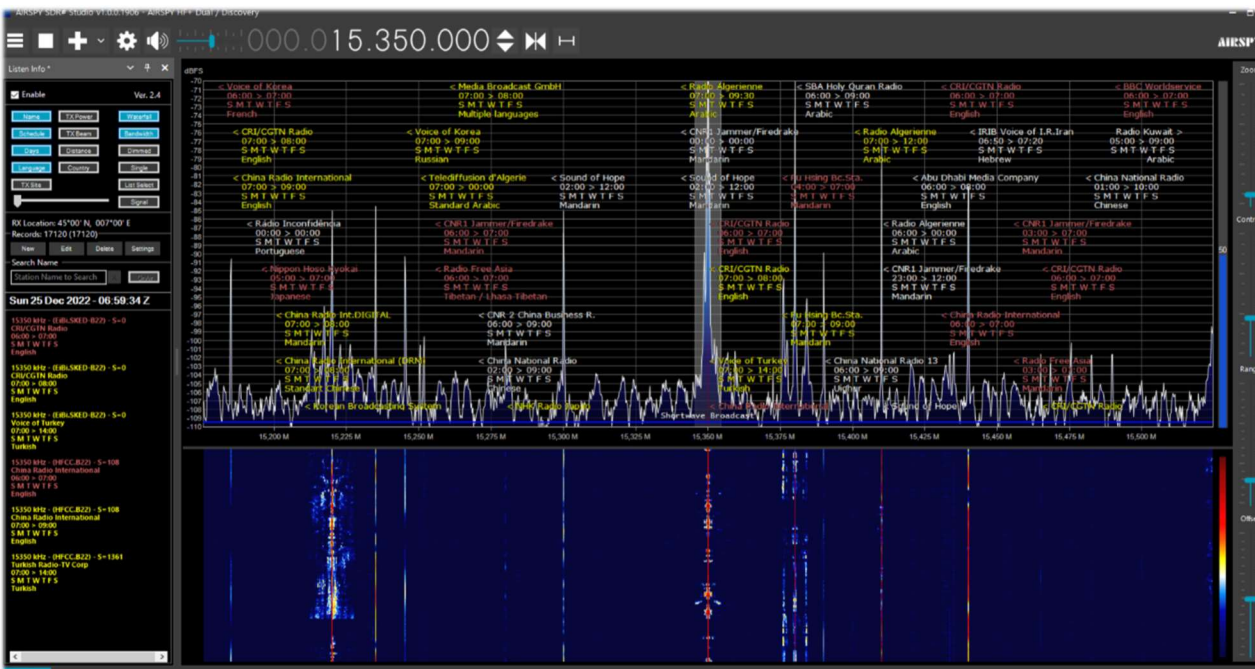 AIRSPY SDR# Studio v1.0.0.1906 - AIRSPY HF+ Dual / Discovery
000.015.350.000
AIRSPY
Listen Info *
Enable
Ver. 2.4
Name TX Power Waterfall
Schedule TX Beam Bandwidth
Days Distance Dimmed
Language Country Single
TX Site List Select
Signal
RX Location: 45°00' N, 007°00' E
Records: 17120 (17120)
New Edit Delete Settings
Search Name
Station Name to Search
Sun 25 Dec 2022 - 06:59:34 Z
15350 kHz - (EiBi.SKED-B22) - S=0
CRI/CGTN Radio
06:00 > 07:00
S M T W T F S
English
15350 kHz - (EiBi.SKED-B22) - S=0
CRI/CGTN Radio
07:00 > 08:00
S M T W T F S
English
15350 kHz - (EiBi.SKED-B22) - S=0
Voice of Turkey
07:00 > 14:00
S M T W T F S
Turkish
15350 kHz - (HFCC.B22) - S=108
China Radio International
06:00 > 07:00
S M T W T F S
English
15350 kHz - (HFCC.B22) - S=108
China Radio International
07:00 > 09:00
S M T W T F S
English
15350 kHz - (HFCC.B22) - S=1361
Turkish Radio-TV Corp
07:00 > 14:00
S M T W T F S
Turkish
dBFS
-70
< Voice of Korea
06:00 > 07:00
S M T W T F S
French
< Media Broadcast GmbH
07:00 > 08:00
S M T W T F S
Multiple languages
< Radio Algerienne
07:00 > 09:30
S M T W T F S
Arabic
< SBA Holy Quran Radio
06:00 > 09:00
S M T W T F S
Arabic
< CRI/CGTN Radio
06:00 > 07:00
S M T W T F S
English
< BBC Worldservice
06:00 > 07:00
S M T W T F S
English
< CRI/CGTN Radio
07:00 > 08:00
S M T W T F S
English
< Voice of Korea
07:00 > 09:00
S M T W T F S
Russian
< CNR1 Jammer/Firedrake
00:00 > 00:00
S M T W T F S
Mandarin
< Radio Algerienne
07:00 > 12:00
S M T W T F S
Arabic
< IRIB Voice of I.R.Iran
06:50 > 07:20
S M T W T F S
Hebrew
Radio Kuwait >
05:00 > 09:00
S M T W T F S
Arabic
< China Radio International
07:00 > 09:00
S M T W T F S
English
< Telediffusion d'Algerie
07:00 > 00:00
S M T W T F S
Standard Arabic
< Sound of Hope
02:00 > 12:00
S M T W T F S
Mandarin
< Sound of Hope
02:00 > 12:00
S M T W T F S
Mandarin
< Fu Hsing Bc.Sta.
04:00 > 07:00
S M T W T F S
Mandarin
< Abu Dhabi Media Company
06:00 > 08:00
S M T W T F S
English
< China National Radio
01:00 > 10:00
S M T W T F S
Chinese
< Rádio Inconfidência
00:00 > 00:00
S M T W T F S
Portuguese
< CNR1 Jammer/Firedrake
06:00 > 07:00
S M T W T F S
Mandarin
CRI/CGTN Radio
06:00 > 07:00
S M T W T F S
English
< Radio Algerienne
06:00 > 00:00
S M T W T F S
Arabic
< CNR1 Jammer/Firedrake
03:00 > 07:00
S M T W T F S
Mandarin
< Nippon Hoso Kyokai
05:00 > 07:00
S M T W T F S
Japanese
< Radio Free Asia
06:00 > 07:00
S M T W T F S
Tibetan / Lhasa-Tibetan
< CRI/CGTN Radio
07:00 > 08:00
S M T W T F S
English
< CNR1 Jammer/Firedrake
23:00 > 12:00
S M T W T F S
Mandarin
< CRI/CGTN Radio
06:00 > 07:00
S M T W T F S
English
< China Radio Int.DIGITAL
07:00 > 08:00
S M T W T F S
Mandarin
< CNR 2 China Business R.
06:00 > 09:00
S M T W T F S
Mandarin
< Fu Hsing Bc.Sta.
07:00 > 09:00
S M T W T F S
Mandarin
< China Radio International
06:00 > 07:00
S M T W T F S
English
< China Radio International (DRM)
07:00 > 08:00
S M T W T F S
Standart Chinese
< China National Radio
02:00 > 09:00
S M T W T F S
Chinese
< Voice of Turkey
07:00 > 14:00
S M T W T F S
Turkish
< China National Radio 13
06:00 > 09:00
S M T W T F S
Uigher
< Radio Free Asia
03:00 > 07:00
S M T W T F S
Mandarin
< Korean Broadcasting System
< NHK Radio Japan
< China Radio International
< Sound of Hope
< CRI/CGTN Radio
Shortwave Broadcast
-110
15,200 M 15,225 M 15,250 M 15,275 M 15,300 M 15,325 M 15,350 M 15,375 M 15,400 M 15,425 M 15,450 M 15,475 M 15,500 M
Zoom
Contr
50
Rang
Offs